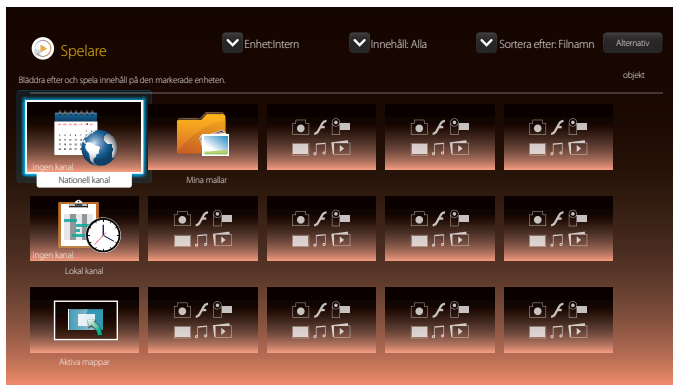 Spelare
Enhet:Intern
Innehåll: Alla
Sortera efter: Filnamn
Alternativ
Bläddra efter och spela innehåll på den markerade enheten.
objekt
Ingen kanal
Nationell kanal
Mina mallar
Ingen kanal
Lokal kanal
Aktiva mappar